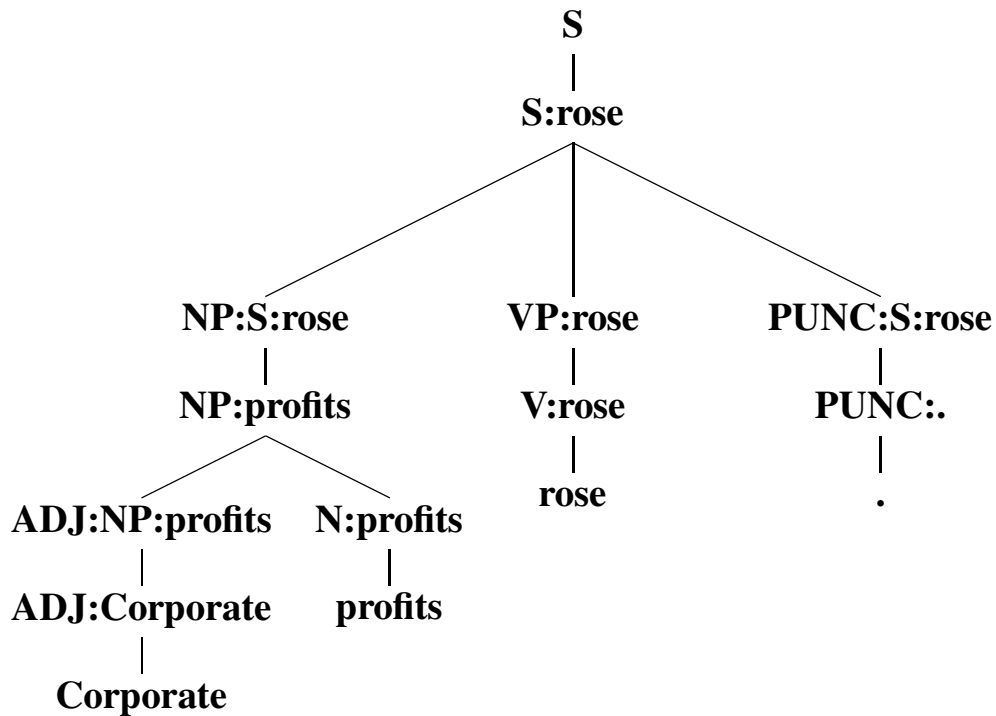 S
S:rose
NP:S:rose VP:rose PUNC:S:rose
NP:profits V:rose PUNC:.
rose .
ADJ:NP:profits N:profits
ADJ:Corporate profits
Corporate